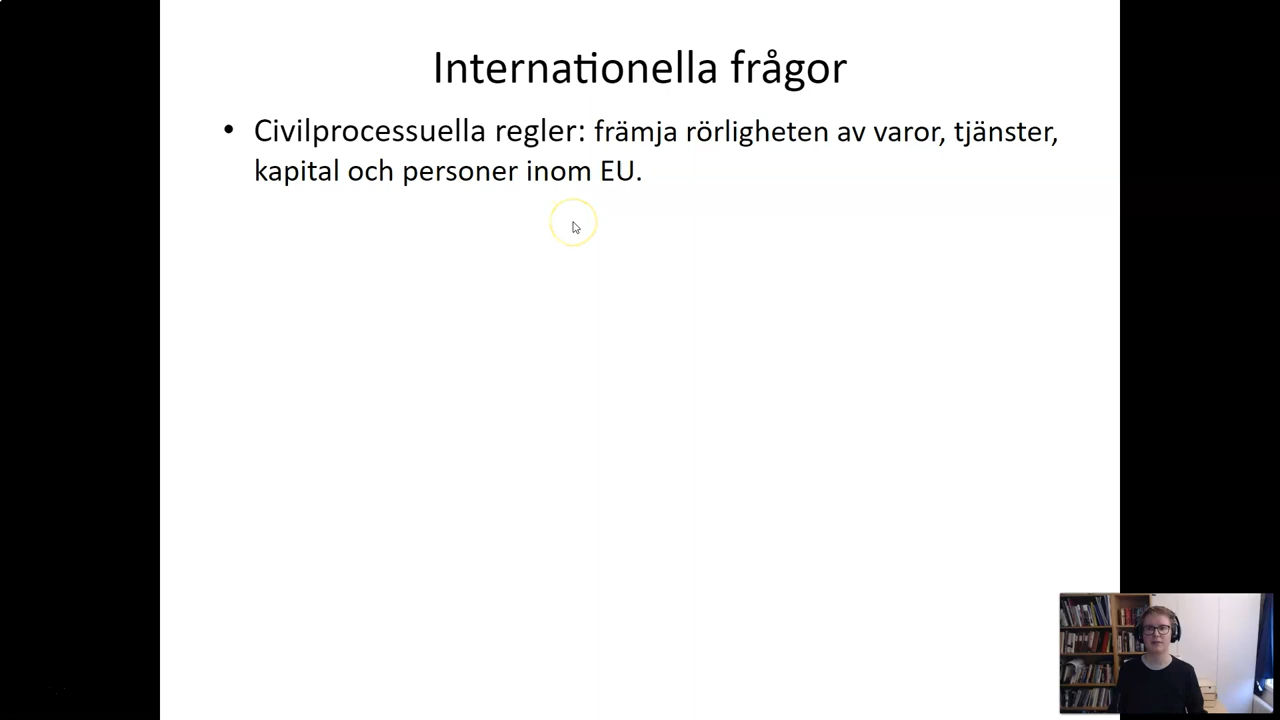 Internationella frågor
• Civilprocessuella regler: främja rörligheten av varor, tjänster,
kapital och personer inom EU.